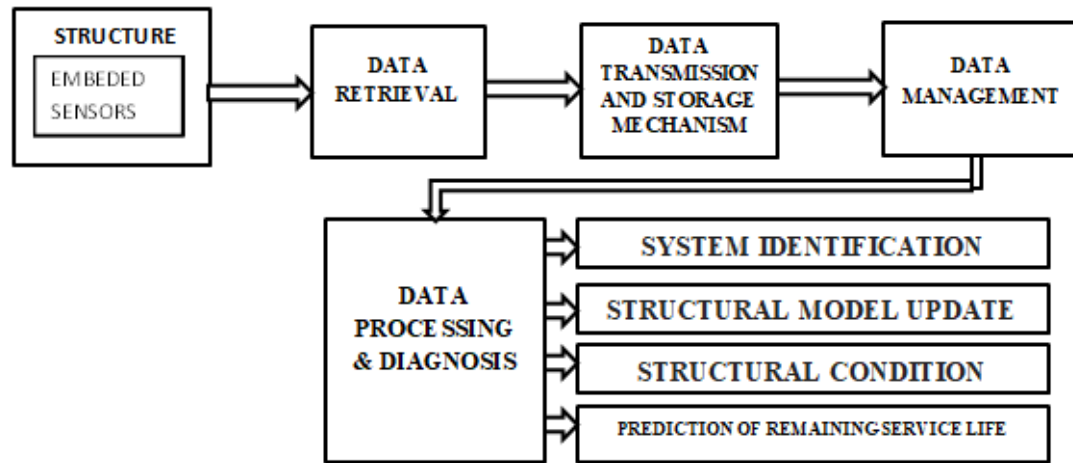 STRUCTURE
EMBEDED
SENSORS
DATA
RETRIEVAL
DATA
TRANSMISSION
AND STORAGE
MECHANISM
DATA
MANAGEMENT
DATA
PROCESSING
& DIAGNOSIS
SYSTEM IDENTIFICATION
STRUCTURAL MODEL UPDATE
STRUCTURAL CONDITION
PREDICTION OF REMAINING SERVICE LIFE